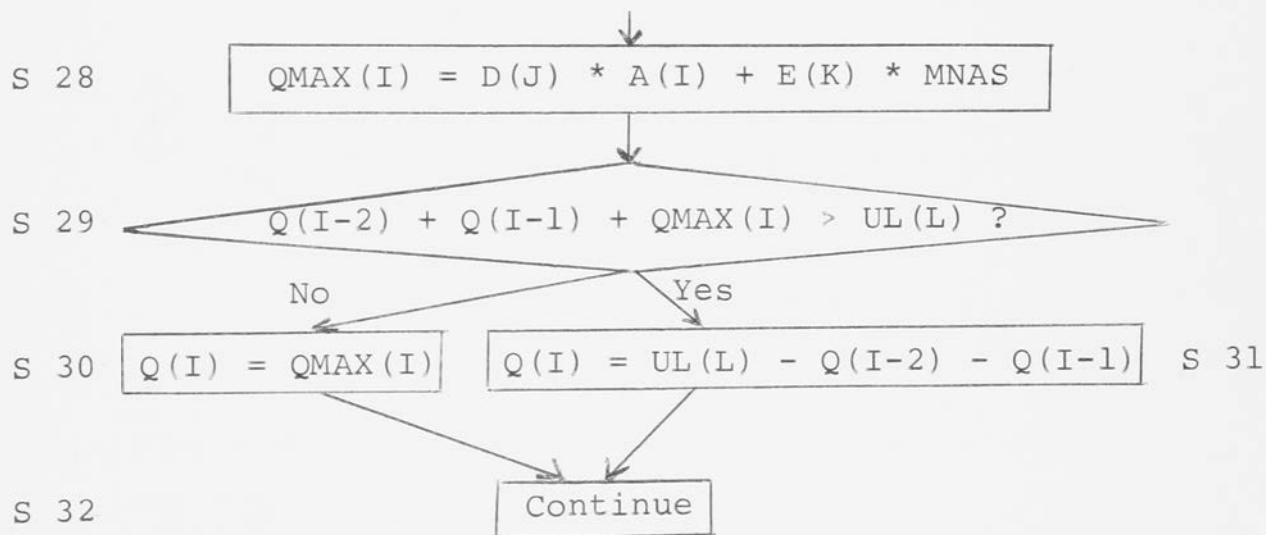 S 28 QMAX(I) = D(J) * A(I) + E(K) * MNAS
S 29 Q(I-2) + Q(I-1) + QMAX(I) > UL(L) ?
No Yes
S 30 Q(I) = QMAX(I) Q(I) = UL(L) - Q(I-2) - Q(I-1) S 31
S 32 Continue